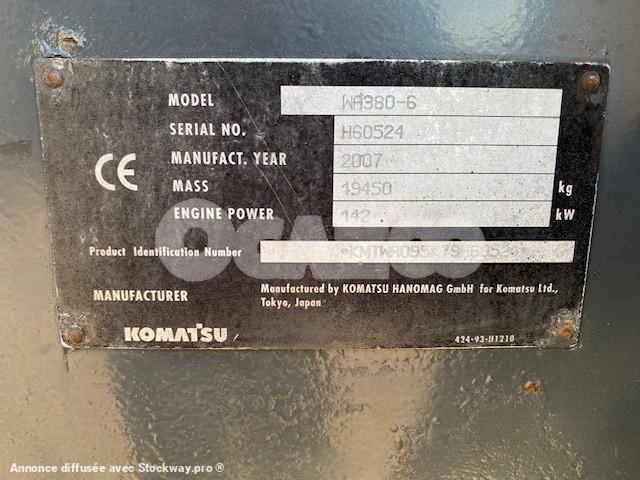 MODEL WA380-6
SERIAL NO. H60524
MANUFACT. YEAR 2007
CE MASS 19450 kg
ENGINE POWER 142 kW
Product Identification Number
MANUFACTURER Manufactured by KOMATSU HANOMAG GmbH for Komatsu Ltd.,
Tokyo, Japan
KOMATSU 424-93-H1210
Annonce diffusée avec Stockway.pro ®